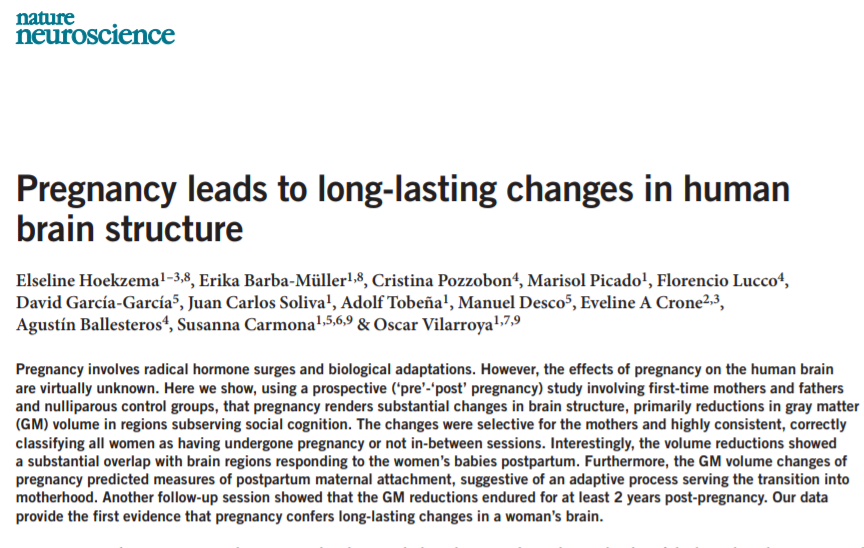 nature
neuroscience
Pregnancy leads to long-lasting changes in human
brain structure
Elseline Hoekzema1–3,8, Erika Barba-Müller1,8, Cristina Pozzobon4, Marisol Picado1, Florencio Lucco4,
David García-García5, Juan Carlos Soliva1, Adolf Tobeña1, Manuel Desco5, Eveline A Crone2,3,
Agustín Ballesteros4, Susanna Carmona1,5,6,9 & Oscar Vilarroya1,7,9
Pregnancy involves radical hormone surges and biological adaptations. However, the effects of pregnancy on the human brain
are virtually unknown. Here we show, using a prospective (‘pre’-‘post’ pregnancy) study involving first-time mothers and fathers
and nulliparous control groups, that pregnancy renders substantial changes in brain structure, primarily reductions in gray matter
(GM) volume in regions subserving social cognition. The changes were selective for the mothers and highly consistent, correctly
classifying all women as having undergone pregnancy or not in-between sessions. Interestingly, the volume reductions showed
a substantial overlap with brain regions responding to the women’s babies postpartum. Furthermore, the GM volume changes of
pregnancy predicted measures of postpartum maternal attachment, suggestive of an adaptive process serving the transition into
motherhood. Another follow-up session showed that the GM reductions endured for at least 2 years post-pregnancy. Our data
provide the first evidence that pregnancy confers long-lasting changes in a woman’s brain.